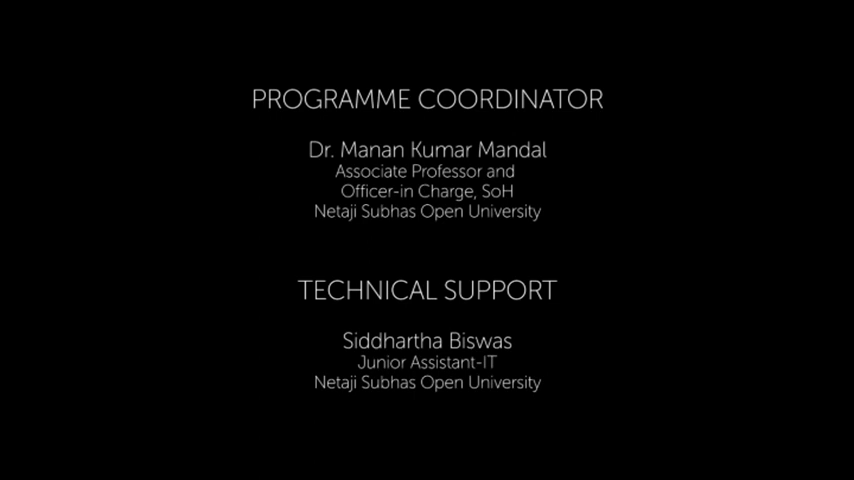 PROGRAMME COORDINATOR
Dr. Manan Kumar Mandal
Associate Professor and
Officer-in Charge, SoH
Netaji Subhas Open University
TECHNICAL SUPPORT
Siddhartha Biswas
Junior Assistant-IT
Netaji Subhas Open University